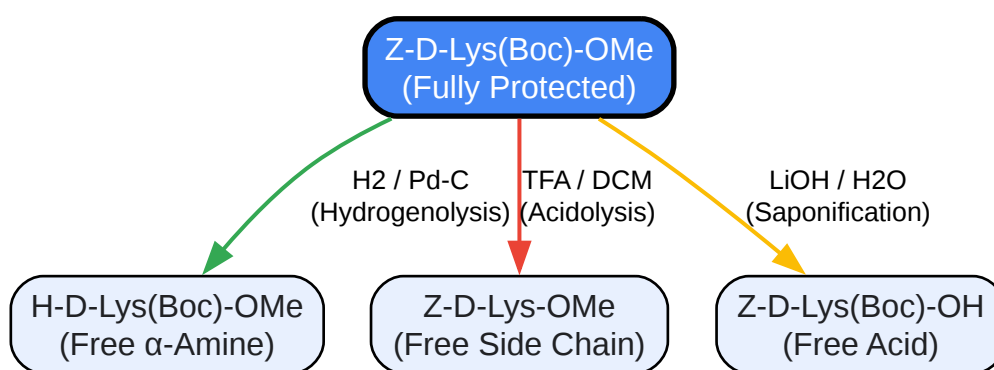 Z-D-Lys(Boc)-OMe
(Fully Protected)
H2 / Pd-C
(Hydrogenolysis)
TFA / DCM
(Acidolysis)
LiOH / H2O
(Saponification)
H-D-Lys(Boc)-OMe
(Free α-Amine)
Z-D-Lys-OMe
(Free Side Chain)
Z-D-Lys(Boc)-OH
(Free Acid)